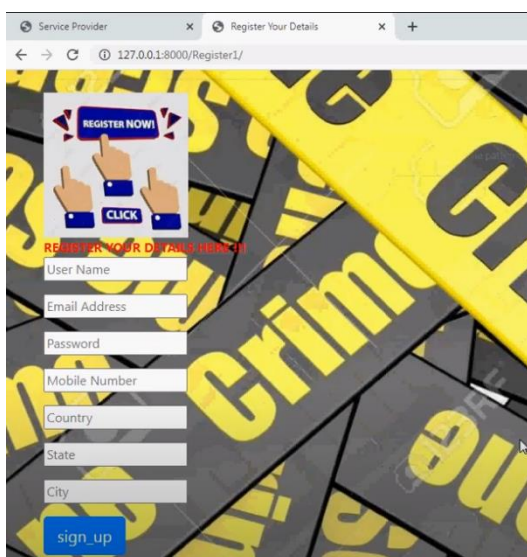 Service Provider
Register Your Details
127.0.0.1:8000/Register1/
REGISTER NOW!
CLICK
REGISTER YOUR DETAILS HERE !!!
User Name
Email Address
Password
Mobile Number
Country
State
City
sign_up
Crime